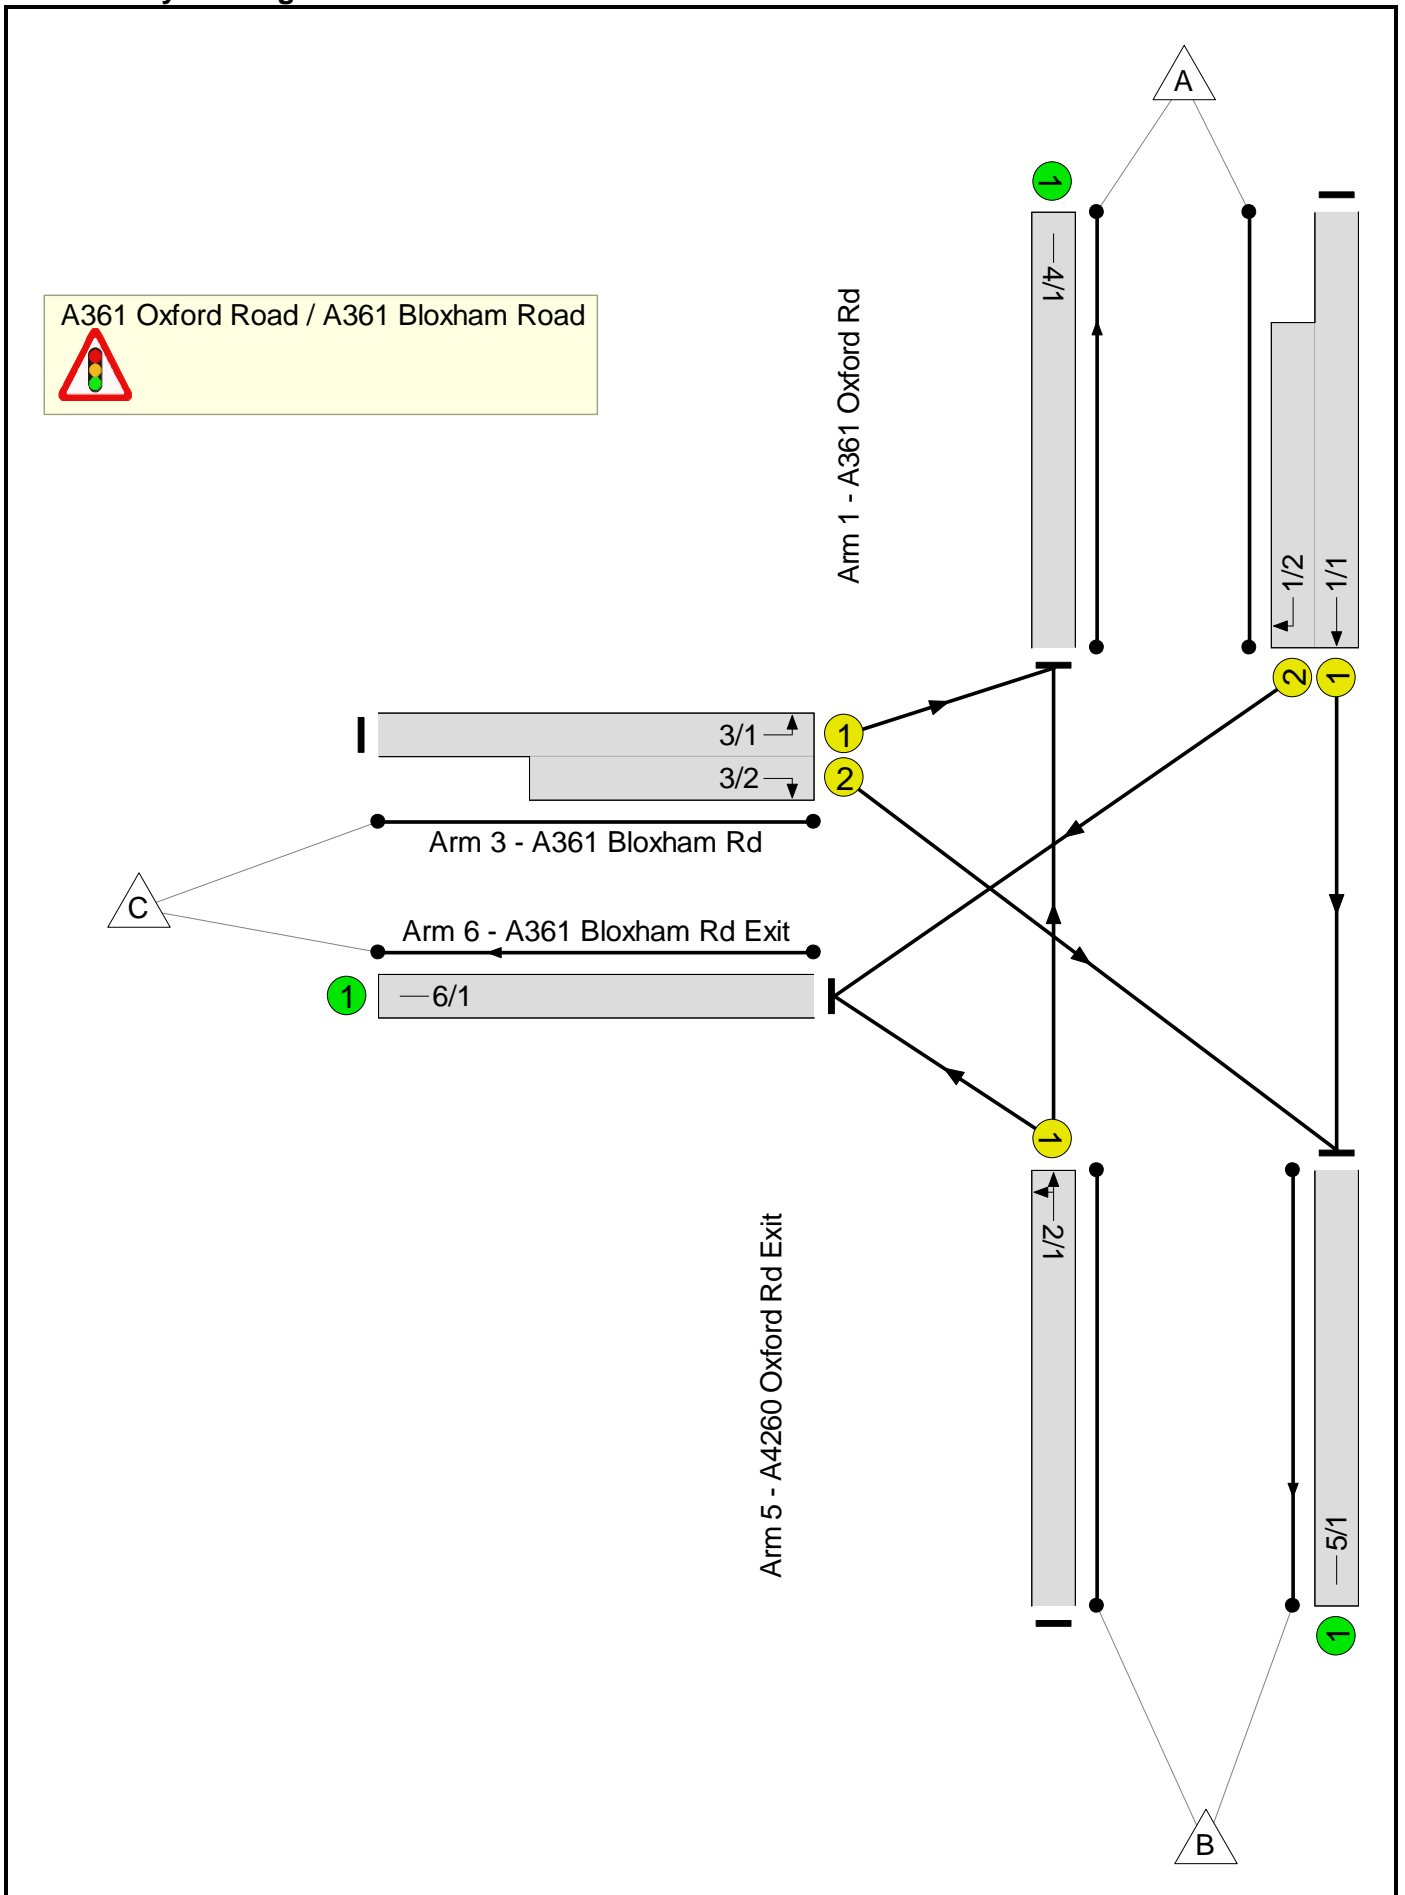 A
1
4/1
A361 Oxford Road / A361 Bloxham Road
Arm 1 - A361 Oxford Rd
1/2
1/1
2
1
3/1
1
3/2
2
Arm 3 - A361 Bloxham Rd
C
Arm 6 - A361 Bloxham Rd Exit
1
6/1
1
2/1
Arm 5 - A4260 Oxford Rd Exit
5/1
1
B